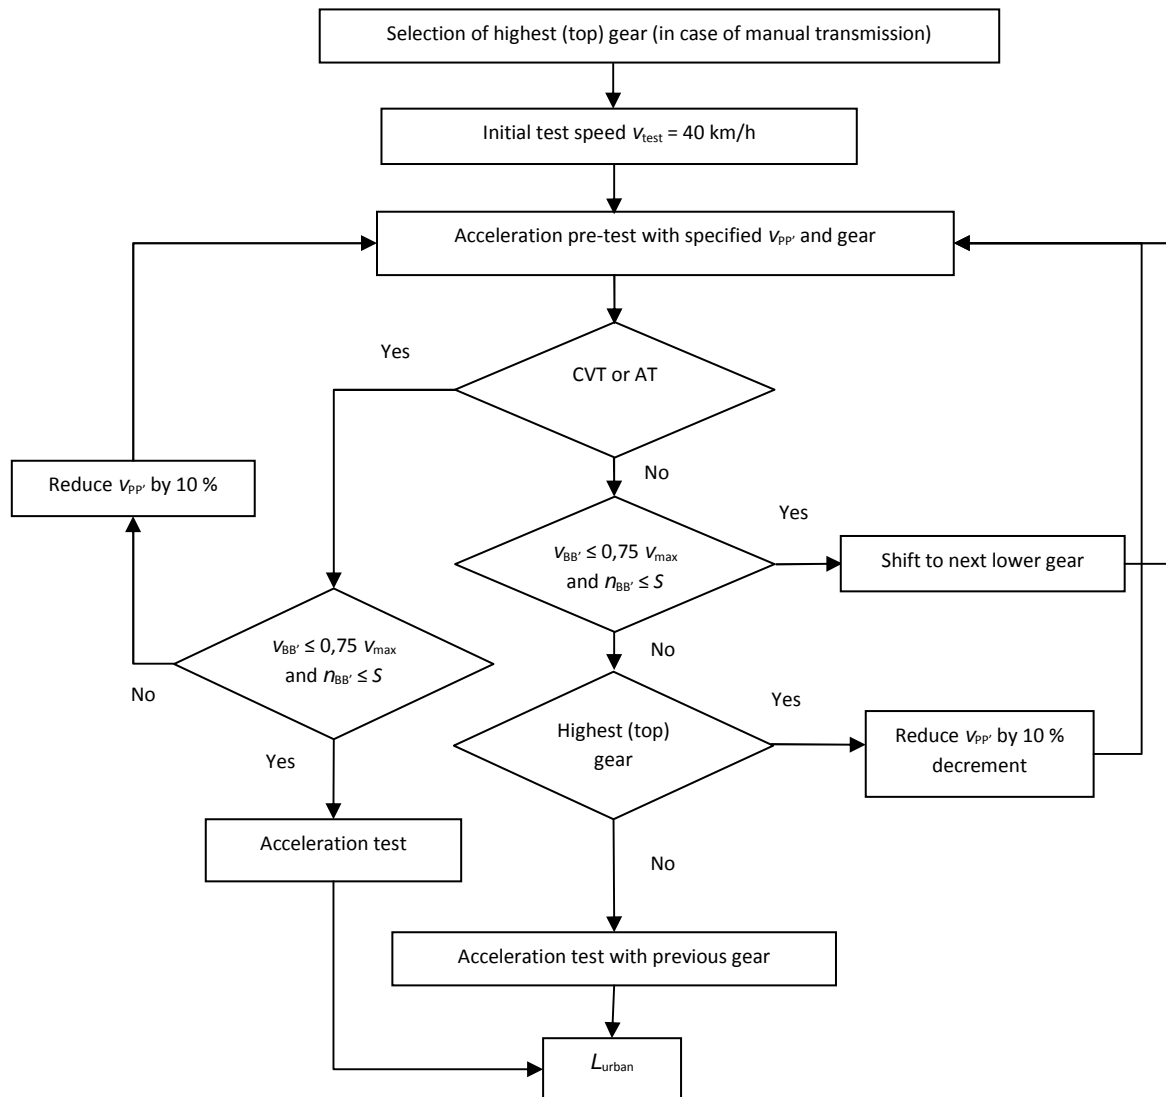 Selection of highest (top) gear (in case of manual transmission)
Initial test speed vtest = 40 km/h
Acceleration pre-test with specified vPP' and gear
Yes
CVT or AT
No
Reduce vPP' by 10 %
Yes
vBB' ≤ 0,75 vmax
and nBB' ≤ S
Shift to next lower gear
vBB' ≤ 0,75 vmax
and nBB' ≤ S
No
No
Yes
Highest (top)
gear
Reduce vPP' by 10 %
decrement
Yes
Acceleration test
No
Acceleration test with previous gear
Lurban